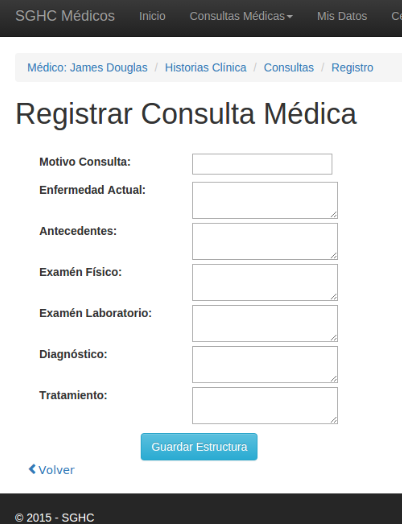 SGHC Médicos Inicio Consultas Médicas Mis Datos Ce
Médico: James Douglas / Historias Clínica / Consultas / Registro
Registrar Consulta Médica
Motivo Consulta:
Enfermedad Actual:
Antecedentes:
Examén Físico:
Examén Laboratorio:
Diagnóstico:
Tratamiento:
Guardar Estructura
Volver
© 2015 - SGHC